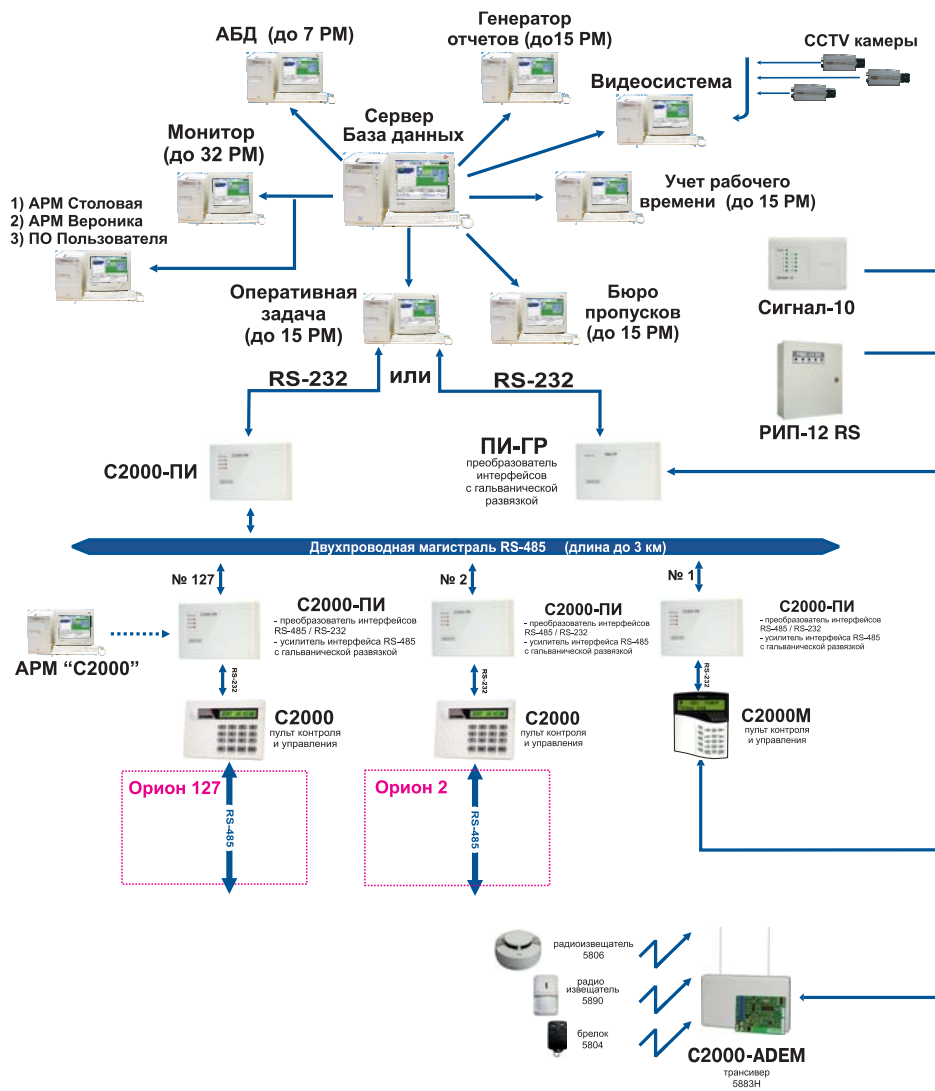 АБД (до 7 РМ)
Генератор
отчетов (до15 РМ)
CCTV камеры
Видеосистема
Сервер
База данных
Монитор
(до 32 РМ)
1) АРМ Столовая
2) АРМ Вероника
3) ПО Пользователя
Учет рабочего
времени (до 15 РМ)
Оперативная
задача
(до 15 РМ)
Бюро
пропусков
(до 15 РМ)
Сигнал-10
РИП-12 RS
RS-232
или
RS-232
С2000-ПИ
ПИ-ГР
преобразователь
интерфейсов
с гальванической
развязкой
Двухпроводная магистраль RS-485 (длина до 3 км)
№ 127
№ 2
№ 1
АРМ “С2000”
С2000-ПИ
- преобразователь интерфейсов
RS-485 / RS-232
- усилитель интерфейса RS-485
с гальванической развязкой
С2000-ПИ
- преобразователь интерфейсов
RS-485 / RS-232
- усилитель интерфейса RS-485
с гальванической развязкой
С2000-ПИ
- преобразователь интерфейсов
RS-485 / RS-232
- усилитель интерфейса RS-485
с гальванической развязкой
RS-232
RS-232
RS-232
С2000
пульт контроля
и управления
С2000
пульт контроля
и управления
С2000М
пульт контроля
и управления
Орион 127
RS-485
Орион 2
RS-485
радиоизвещатель
5806
радио
извещатель
5890
брелок
5804
С2000-ADEM
трансивер
5883Н